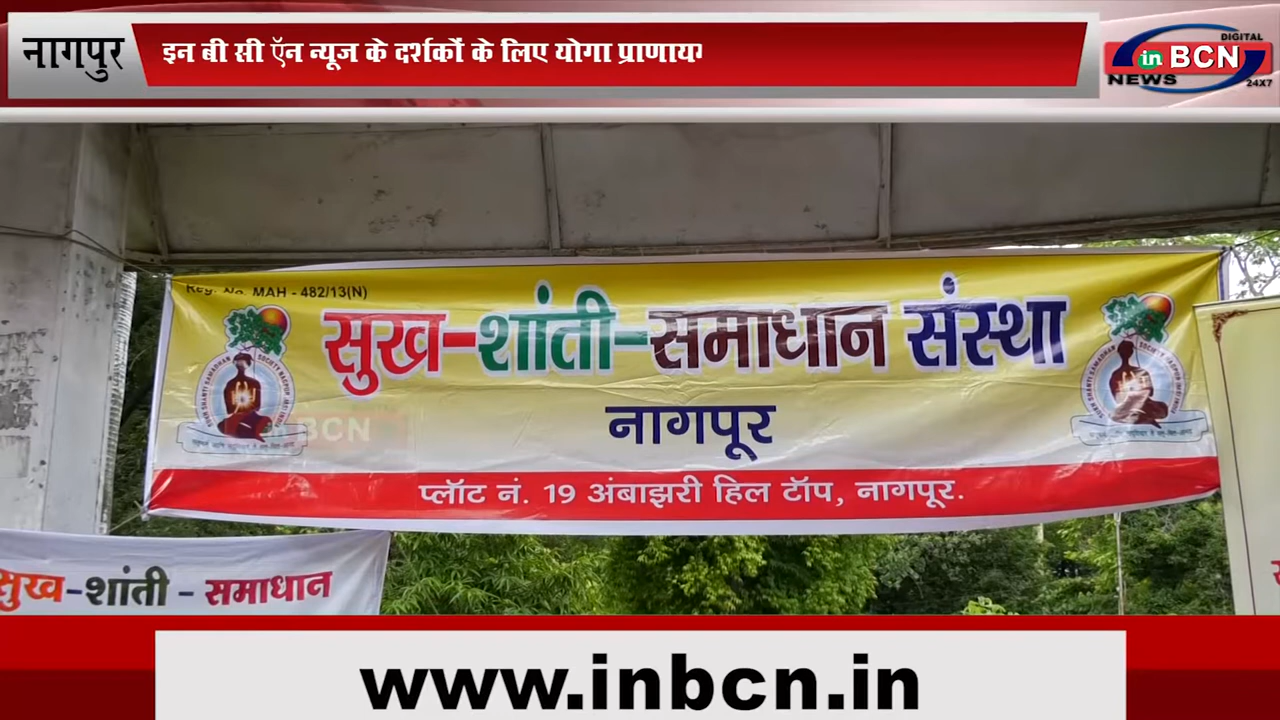 नागपुर
इन बी सी ऍन न्यूज के दर्शकों के लिए योगा प्राणाय
DIGITAL
in BCN
NEWS 24X7
Reg. No. MAH - 482/13(N)
सुख-शांती-समाधान संस्था
नागपूर
BCN
प्लॉट नं. 19 अंबाझरी हिल टॉप, नागपूर.
सुख-शांती - समाधान
www.inbcn.in